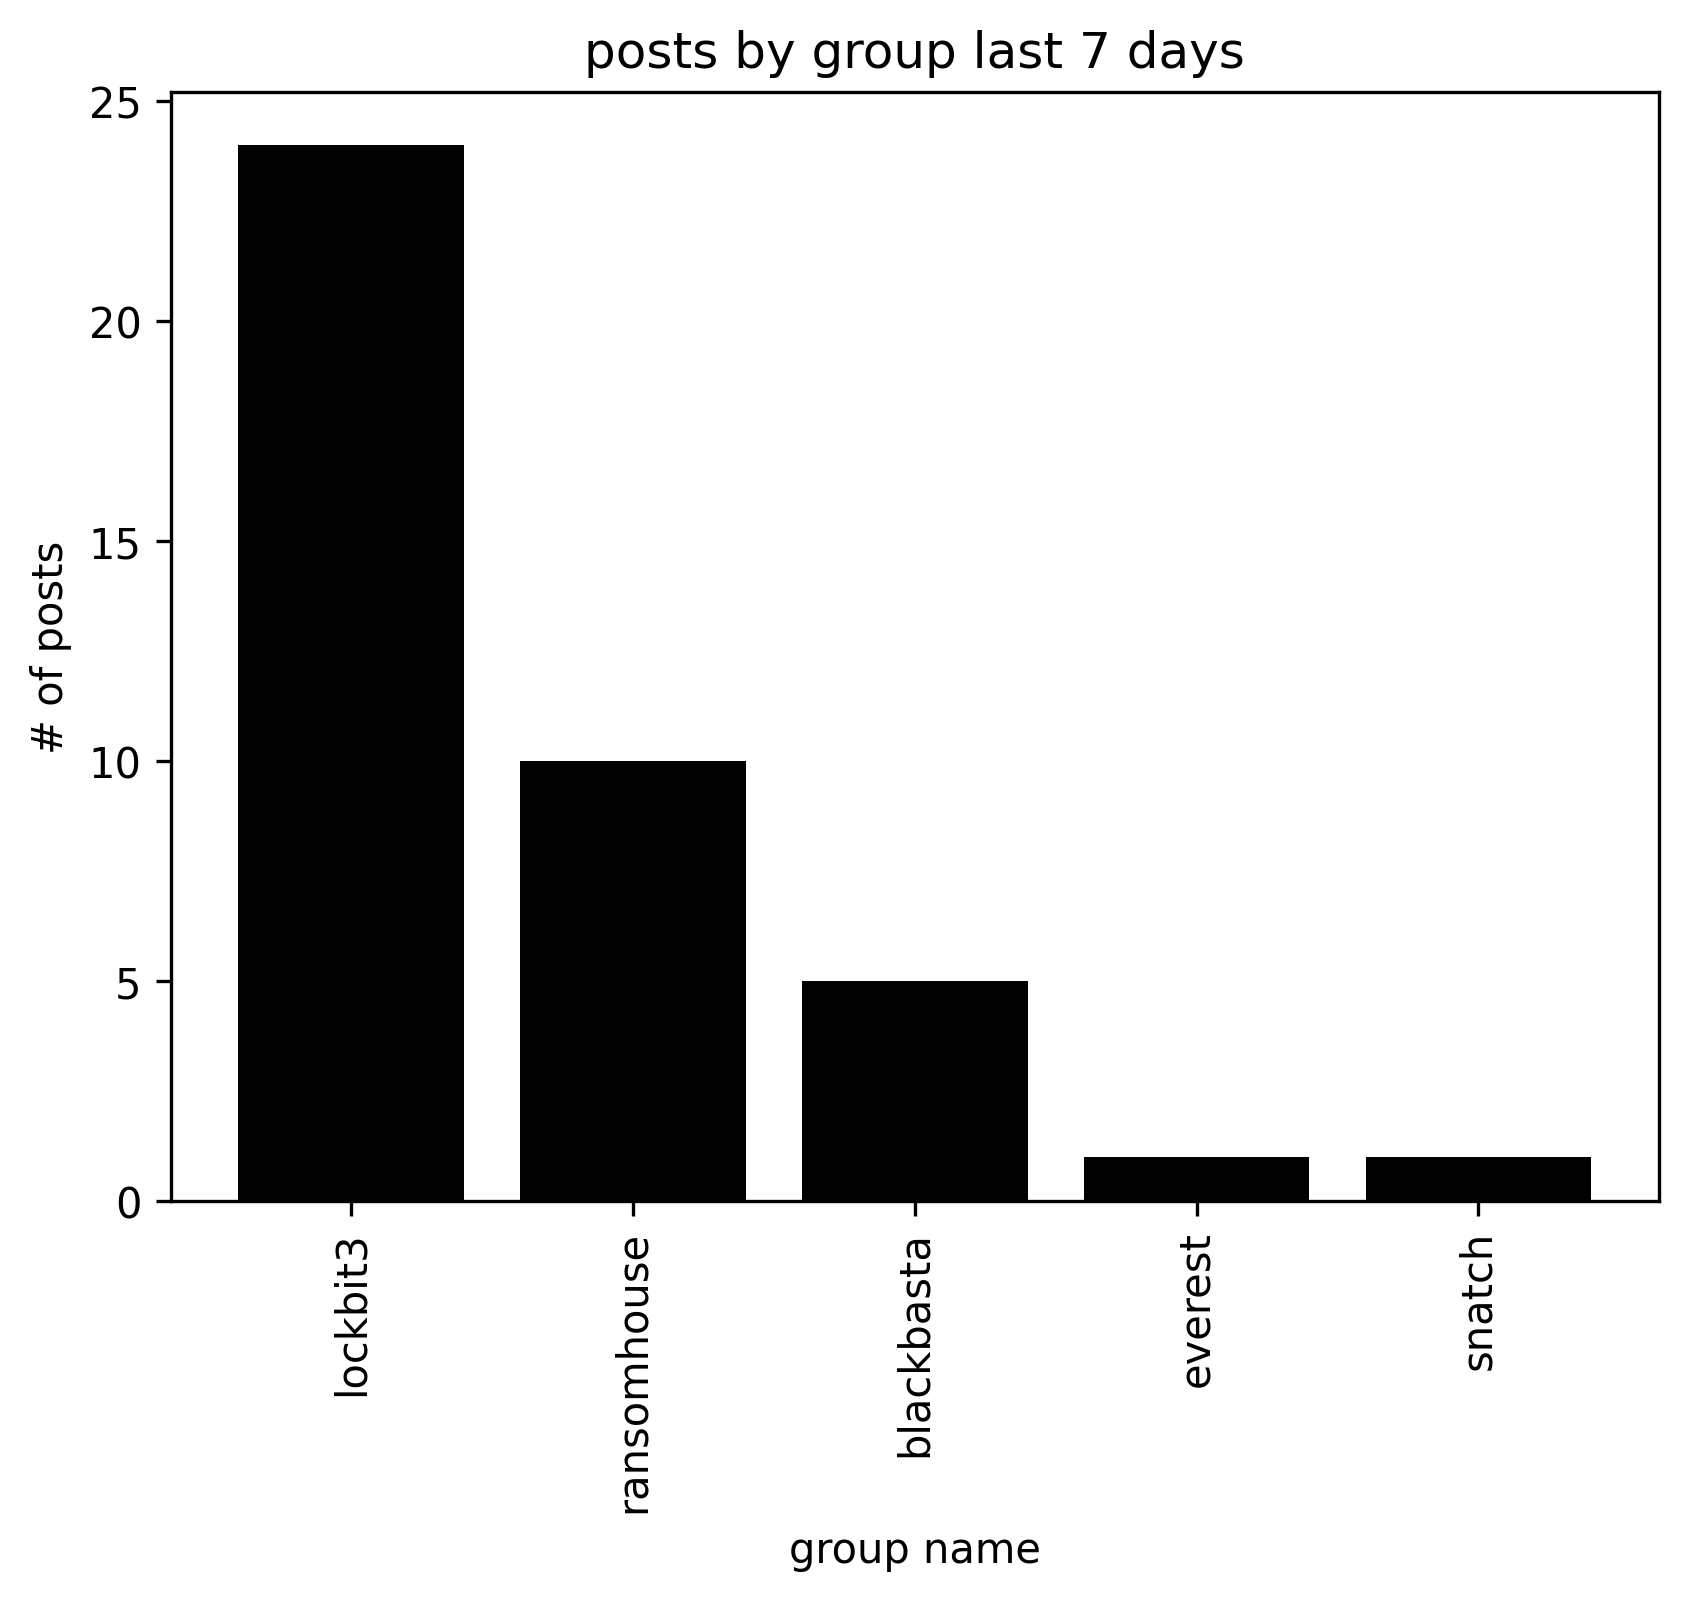 posts by group last 7 days
25
20
15
10
5
0
# of posts
lockbit3
ransomhouse
blackbasta
everest
snatch
group name